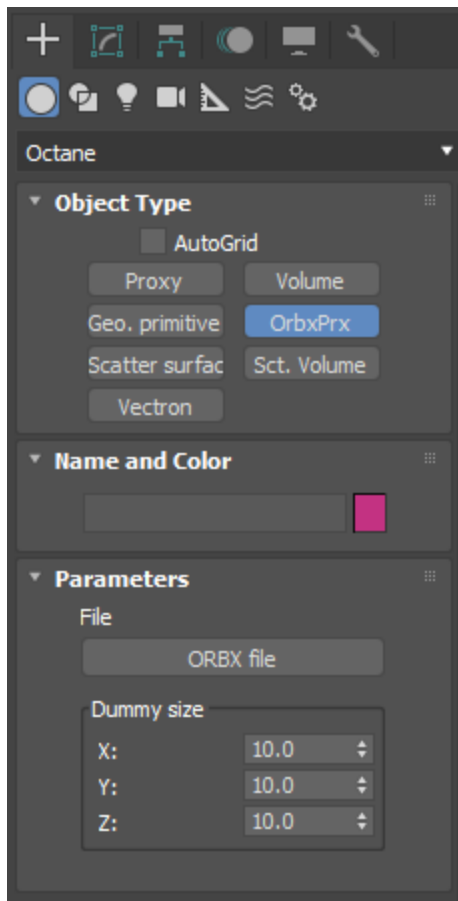 Octane
Object Type
AutoGrid
Proxy Volume
Geo. primitive OrbxPrx
Scatter surfac Sct. Volume
Vectron
Name and Color
Parameters
File
ORBX file
Dummy size
X: 10.0
Y: 10.0
Z: 10.0